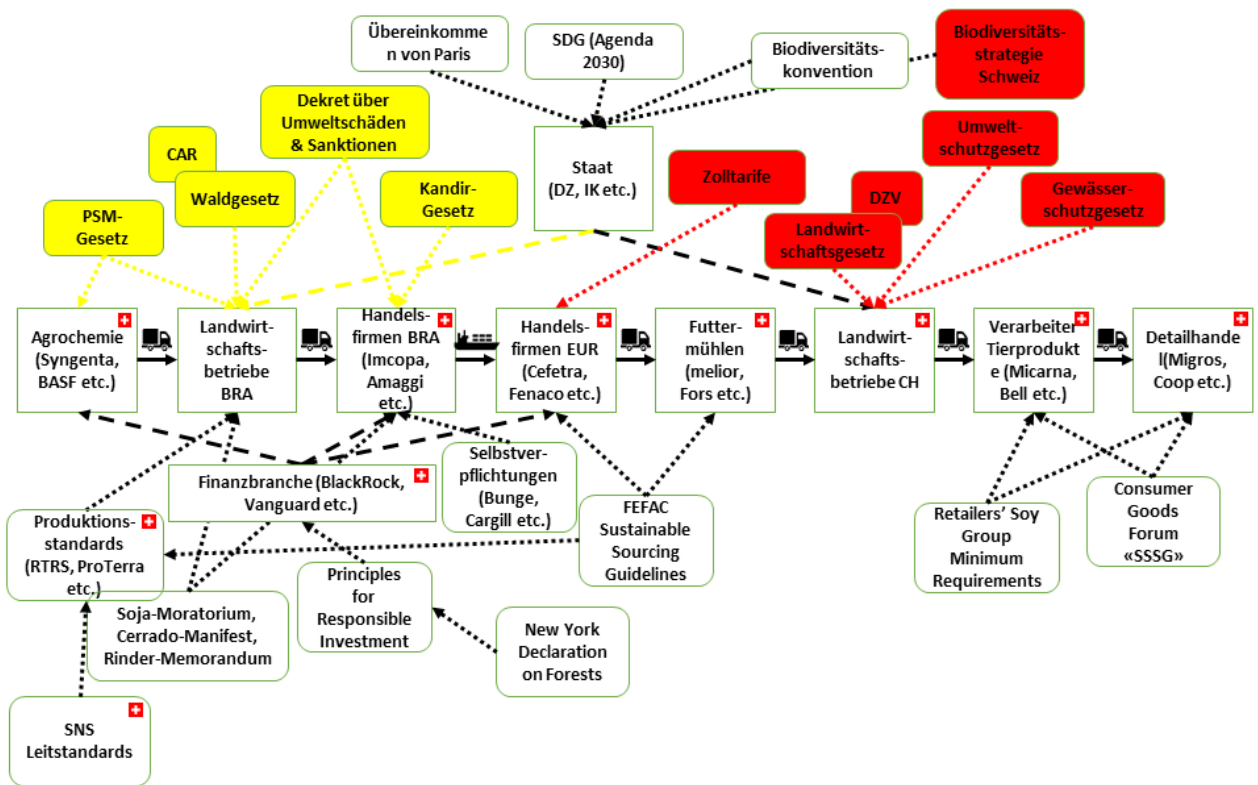 Übereinkomme
n von Paris
SDG (Agenda
2030)
Biodiversitäts-
konvention
Biodiversitäts-
strategie
Schweiz
Dekret über
Umweltschäden
& Sanktionen
CAR
Waldgesetz
Kandir-
Gesetz
PSM-
Gesetz
Staat
(DZ, IK etc.)
Zolltarife
Umwelt-
schutzgesetz
DZV
Landwirt-
schaftsgesetz
Gewässer-
schutzgesetz
Agrochemie
(Syngenta,
BASF etc.)
Landwirt-
schafts-
betriebe
BRA
Handels-
firmen BRA
(Imcopa,
Amaggi
etc.)
Handels-
firmen EUR
(Cefetra,
Fenaco etc.)
Futter-
mühlen
(melior,
Fors etc.)
Landwirt-
schafts-
betriebe CH
Verarbeiter
Tierprodukt
e (Micarna,
Bell etc.)
Detailhande
l(Migros,
Coop etc.)
Finanzbranche (BlackRock,
Vanguard etc.)
Selbstver-
pflichtungen
(Bunge,
Cargill etc.)
FEFAC
Sustainable
Sourcing
Guidelines
Retailers’ Soy
Group
Minimum
Requirements
Consumer
Goods
Forum
«SSSG»
Produktions-
standards
(RTRS, ProTerra
etc.)
Soja-Moratorium,
Cerrado-Manifest,
Rinder-Memorandum
Principles
for
Responsible
Investment
New York
Declaration
on Forests
SNS
Leitstandards